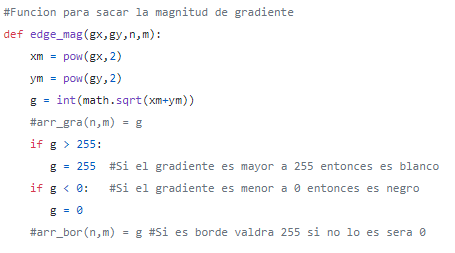 #Funcion para sacar la magnitud de gradiente
def edge_mag(gx,gy,n,m):
    xm = pow(gx,2)
    ym = pow(gy,2)
    g = int(math.sqrt(xm+ym))
    #arr_gra(n,m) = g
    if g > 255:
        g = 255  #Si el gradiente es mayor a 255 entonces es blanco
    if g < 0:   #Si el gradiente es menor a 0 entonces es negro
        g = 0
    #arr_bor(n,m) = g #Si es borde valdra 255 si no lo es sera 0